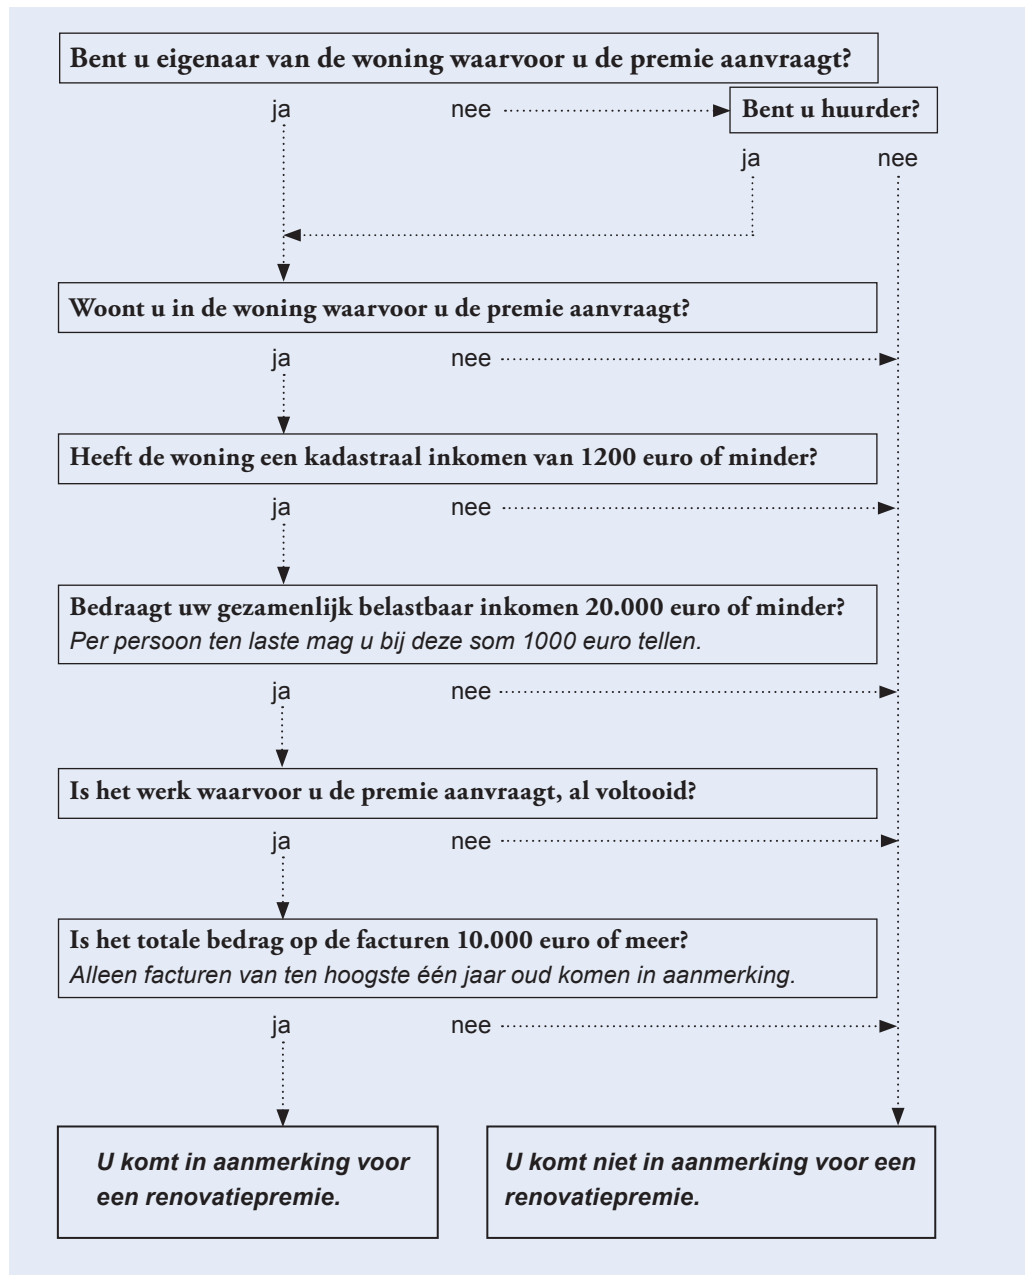 Bent u eigenaar van de woning waarvoor u de premie aanvraagt?
ja nee Bent u huurder?
ja nee
Woont u in de woning waarvoor u de premie aanvraagt?
ja nee
Heeft de woning een kadastraal inkomen van 1200 euro of minder?
ja nee
Bedraagt uw gezamenlijk belastbaar inkomen 20.000 euro of minder?
Per persoon ten laste mag u bij deze som 1000 euro tellen.
ja nee
Is het werk waarvoor u de premie aanvraagt, al voltooid?
ja nee
Is het totale bedrag op de facturen 10.000 euro of meer?
Alleen facturen van ten hoogste één jaar oud komen in aanmerking.
ja nee
U komt in aanmerking voor
een renovatiepremie.
U komt niet in aanmerking voor een
renovatiepremie.